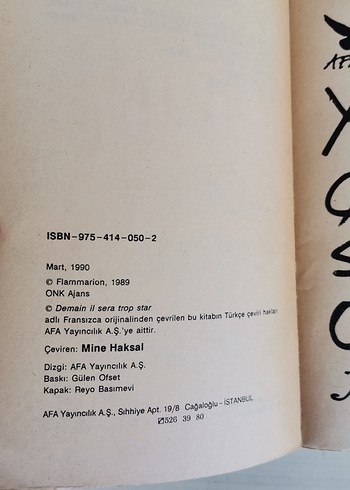 ISBN-975-414-050-2
Mart, 1990
© Flammarion, 1989
ONK Ajans
© Demain il sera trop star
adlı Fransızca orijinalinden çevrilen bu kitabın Türkçe çeviri hakları
AFA Yayıncılık A.Ş.'ye aittir.
Çeviren: Mine Haksal
Dizgi: AFA Yayıncılık A.Ş.
Baskı: Gülen Ofset
Kapak: Reyo Basımevi
AFA Yayıncılık A.Ş., Sıhhiye Apt. 19/8 Cağaloğlu - İSTANBUL
526 39 80
AFA